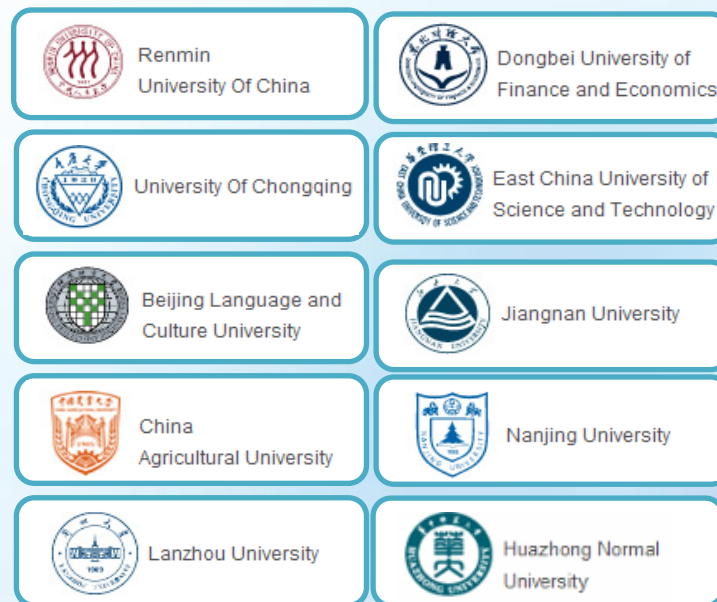 Renmin
University Of China
Dongbei University of
Finance and Economics
University Of Chongqing
East China University of
Science and Technology
Beijing Language and
Culture University
Jiangnan University
China
Agricultural University
Nanjing University
Lanzhou University
Huazhong Normal
University